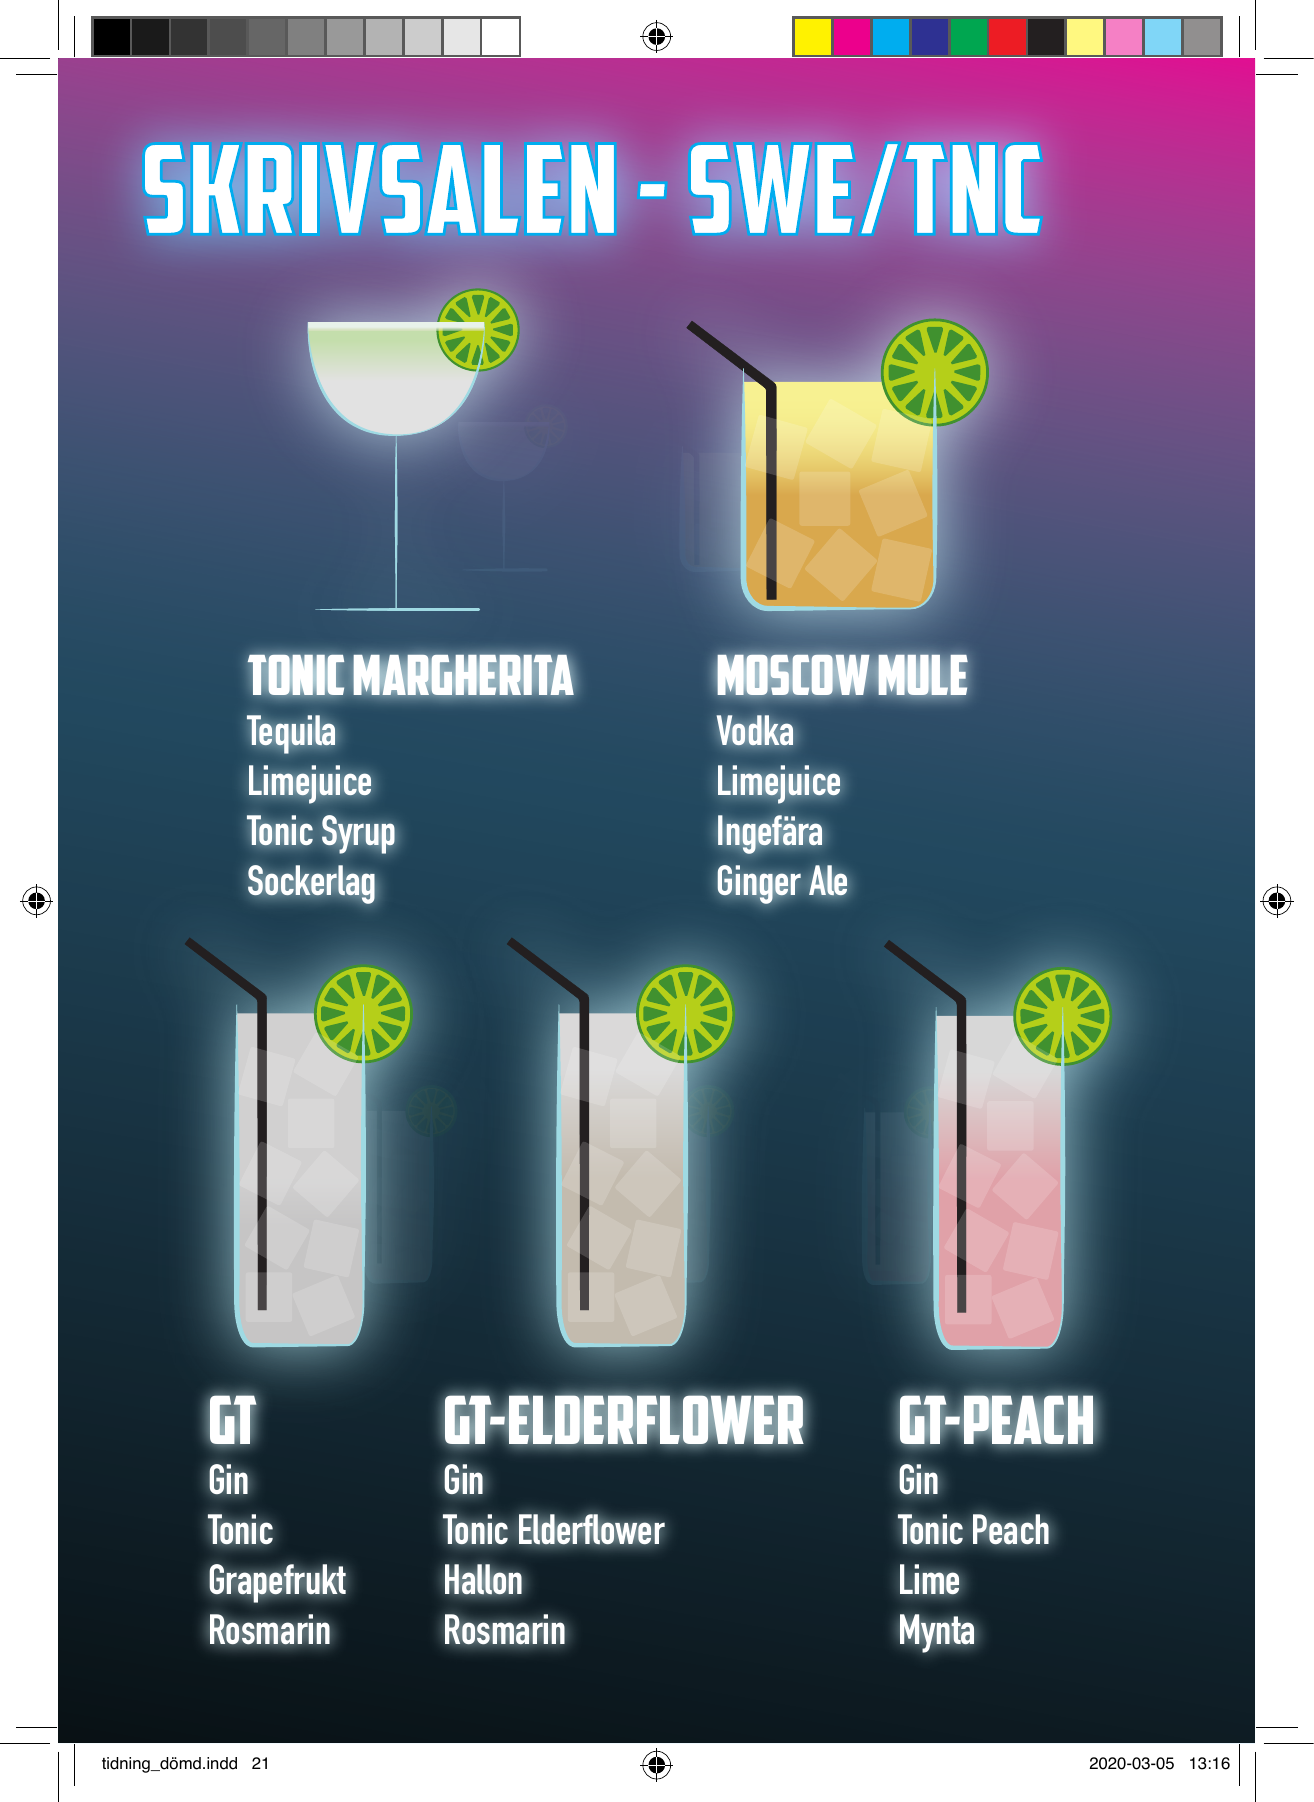 SKRIVSALEN - SWE/TNC
TONIC MARGHERITA
Tequila
Limejuice
Tonic Syrup
Sockerlag
MOSCOW MULE
Vodka
Limejuice
Ingefära
Ginger Ale
GT
Gin
Tonic
Grapefrukt
Rosmarin
GT-ELDERFLOWER
Gin
Tonic Elderflower
Hallon
Rosmarin
GT-PEACH
Gin
Tonic Peach
Lime
Mynta
tidning_dömd.indd 21
2020-03-05 13:16